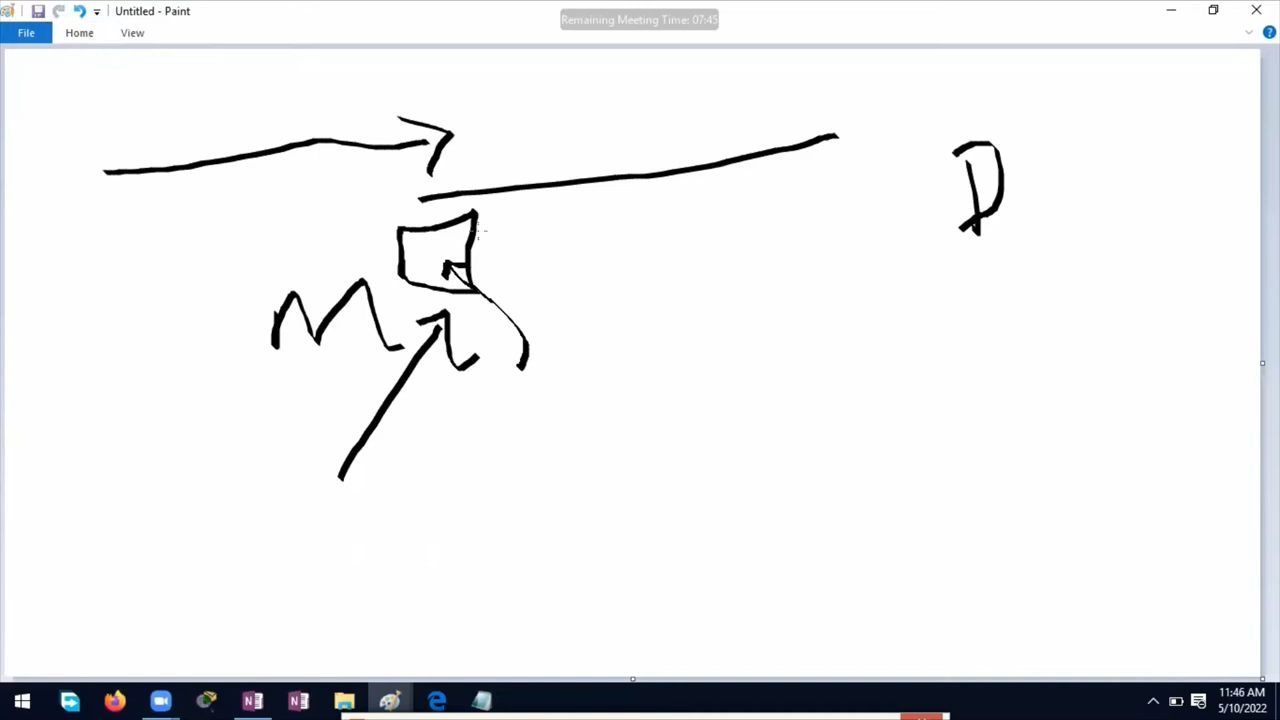 Untitled - Paint
Remaining Meeting Time: 07:45
File Home View
D
M
11:46 AM
5/10/2022